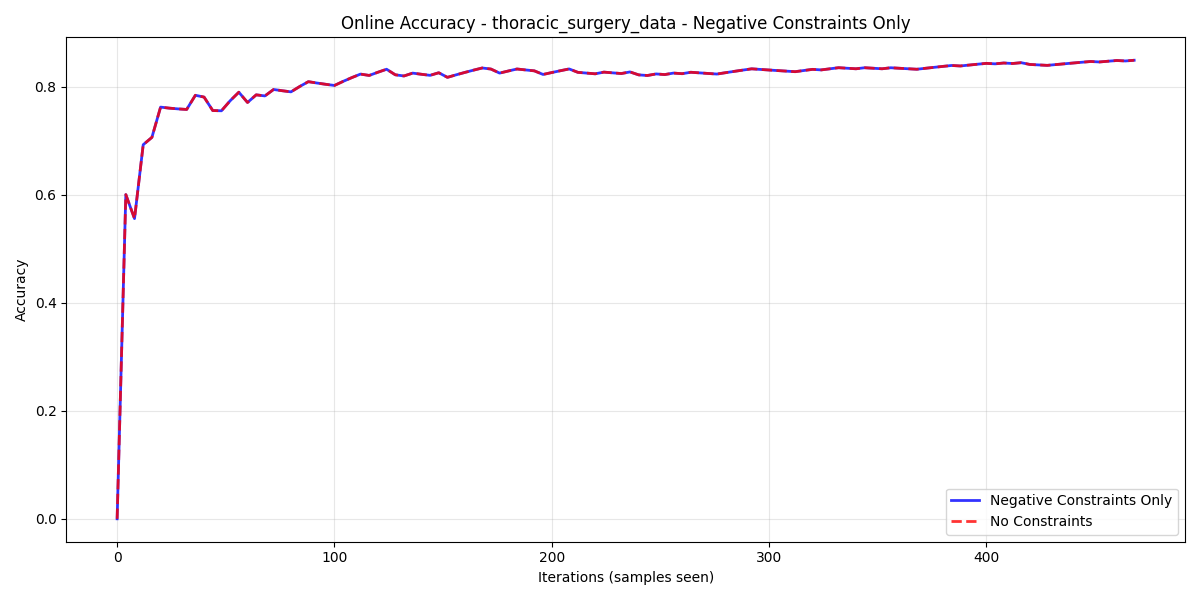 Online Accuracy - thoracic_surgery_data - Negative Constraints Only
Accuracy
0.8
0.6
0.4
0.2
0.0
0 100 200 300 400
Iterations (samples seen)
Negative Constraints Only
No Constraints